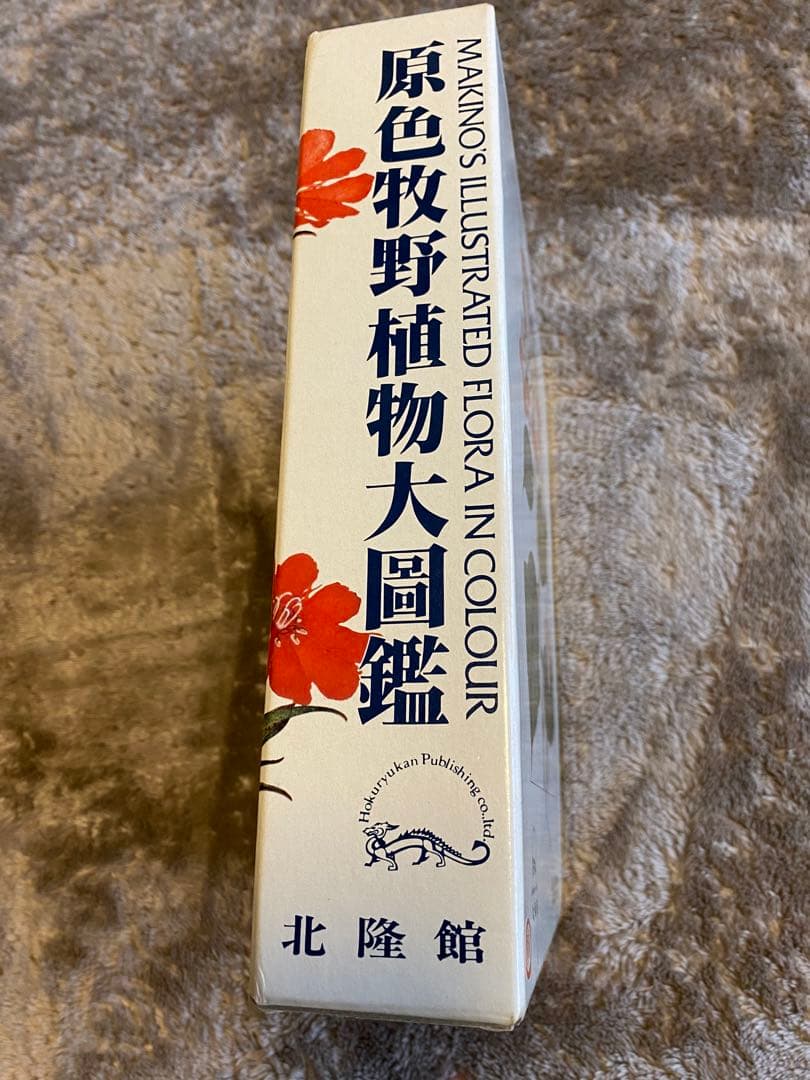 原色牧野植物大圖鑑
MAKINO'S ILLUSTRATED FLORA IN COLOUR
Hokuryukan Publishing co.,ltd.
北隆館